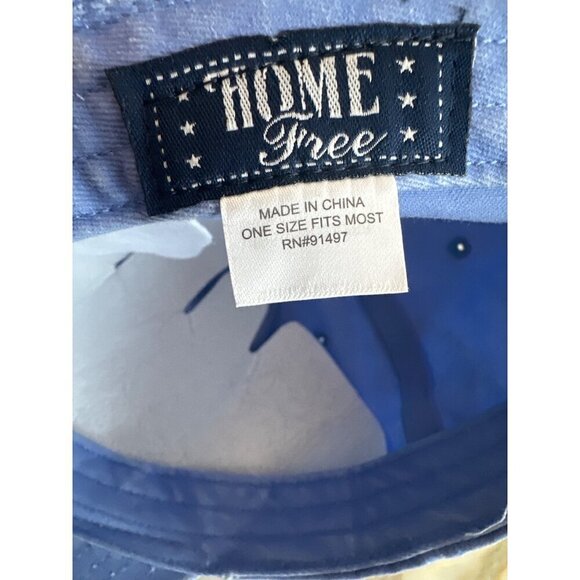 HOME
Free
MADE IN CHINA
ONE SIZE FITS MOST
RN#91497